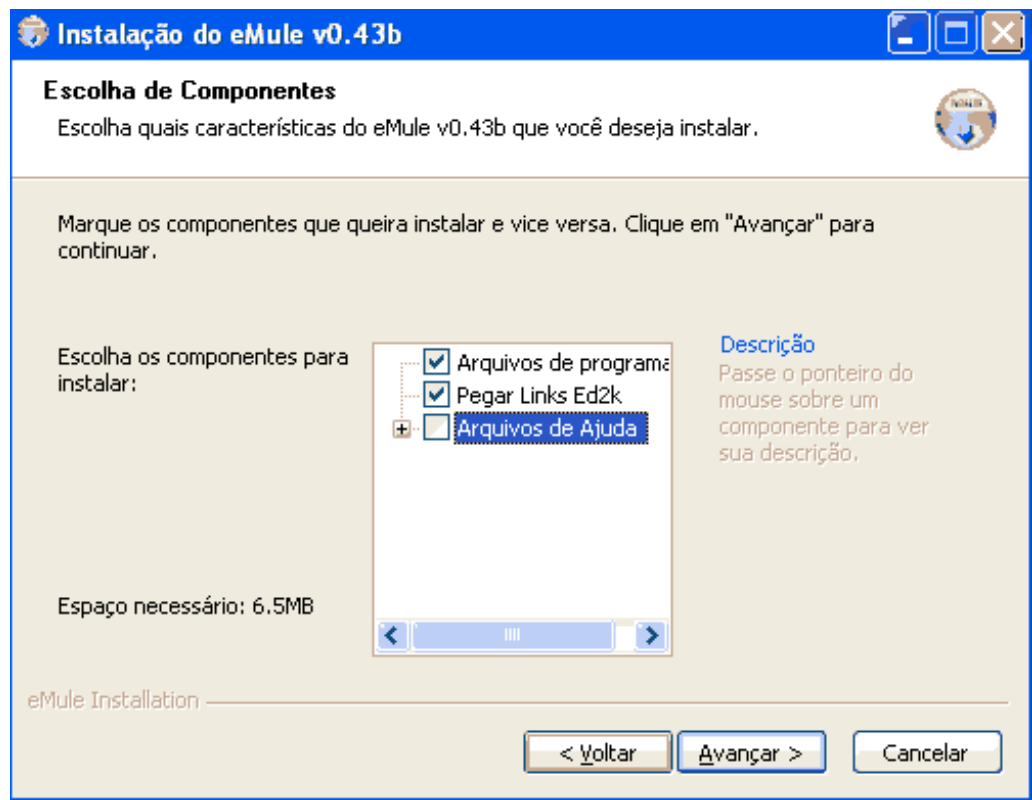 Instalação do eMule v0.43b
Escolha de Componentes
Escolha quais características do eMule v0.43b que você deseja instalar.
Marque os componentes que queira instalar e vice versa. Clique em "Avançar" para
continuar.
Escolha os componentes para
instalar:
Arquivos de programa
Pegar Links Ed2k
Arquivos de Ajuda
Descrição
Passe o ponteiro do
mouse sobre um
componente para ver
sua descrição.
Espaço necessário: 6.5MB
eMule Installation
< Voltar
Avançar >
Cancelar